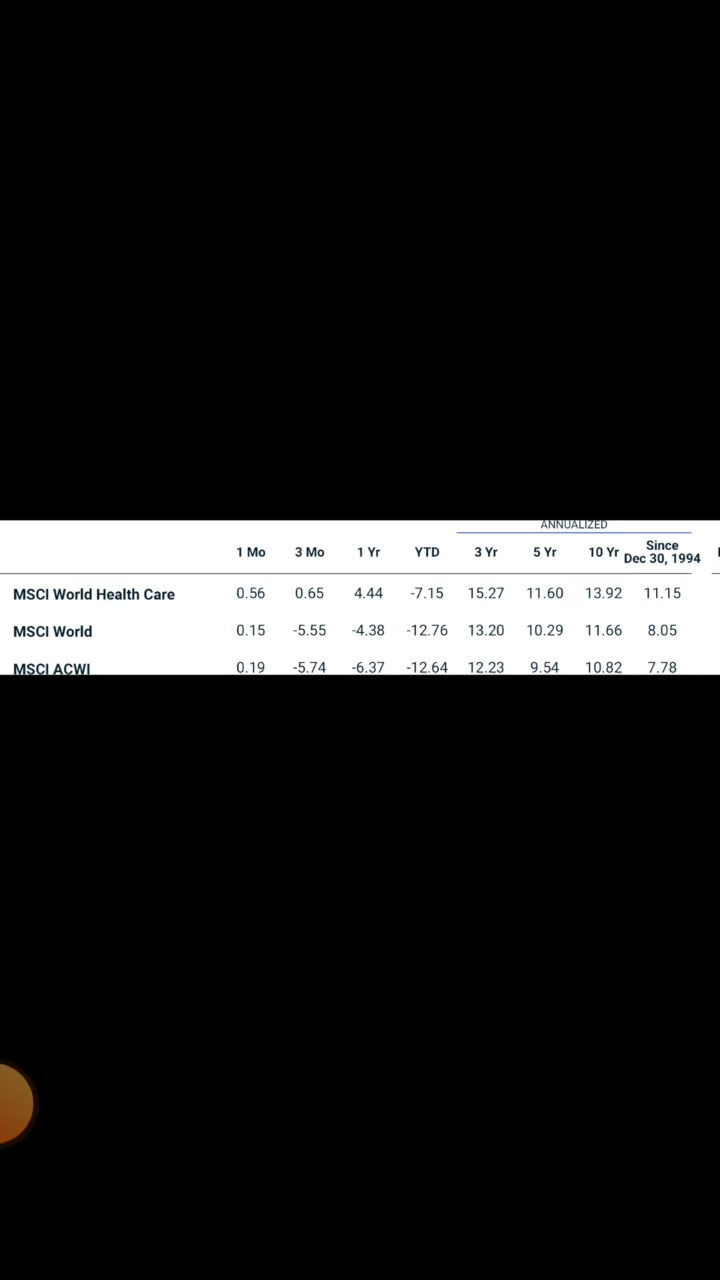 ANNUALIZED
1 Mo 3 Mo 1 Yr YTD 3 Yr 5 Yr 10 Yr Since Dec 30, 1994
MSCI World Health Care 0.56 0.65 4.44 -7.15 15.27 11.60 13.92 11.15
MSCI World 0.15 -5.55 -4.38 -12.76 13.20 10.29 11.66 8.05
MSCI ACWI 0.19 -5.74 -6.37 -12.64 12.23 9.54 10.82 7.78